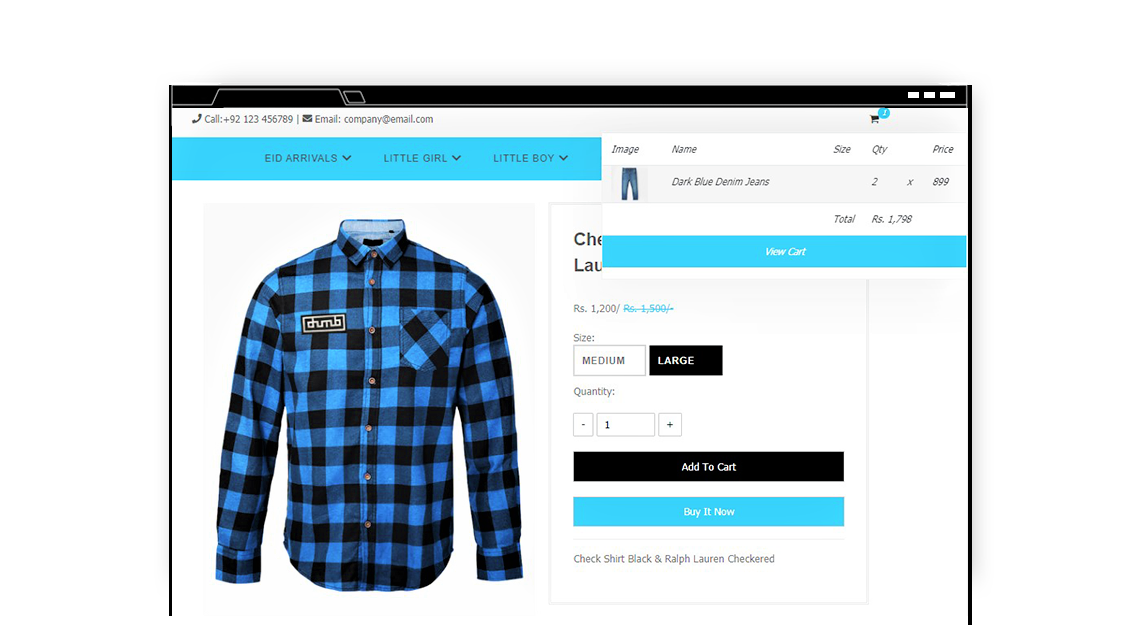 Call:+92 123 456789 | Email: company@email.com
1
EID ARRIVALS LITTLE GIRL LITTLE BOY
Image Name Size Qty Price
Dark Blue Denim Jeans 2 x 899
Total Rs. 1,798
View Cart
dumb
Rs. 1,200/ Rs. 1,500/-
Size:
MEDIUM LARGE
Quantity:
- 1 +
Add To Cart
Buy It Now
Check Shirt Black & Ralph Lauren Checkered